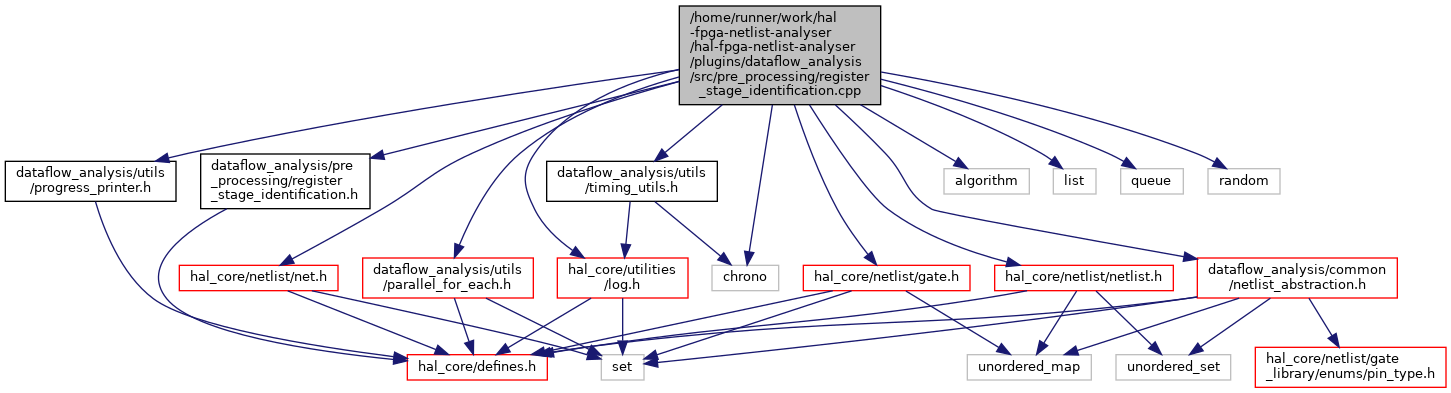 /home/runner/work/hal
-fpga-netlist-analyser
/hal-fpga-netlist-analyser
/plugins/dataflow_analysis
/src/pre_processing/register
_stage_identification.cpp
dataflow_analysis/utils
/progress_printer.h
dataflow_analysis/pre
_processing/register
_stage_identification.h
dataflow_analysis/utils
/timing_utils.h
algorithm
list
queue
random
hal_core/netlist/net.h
dataflow_analysis/utils
/parallel_for_each.h
hal_core/utilities
/log.h
chrono
hal_core/netlist/gate.h
hal_core/netlist/netlist.h
dataflow_analysis/common
/netlist_abstraction.h
hal_core/defines.h
set
unordered_map
unordered_set
hal_core/netlist/gate
_library/enums/pin_type.h